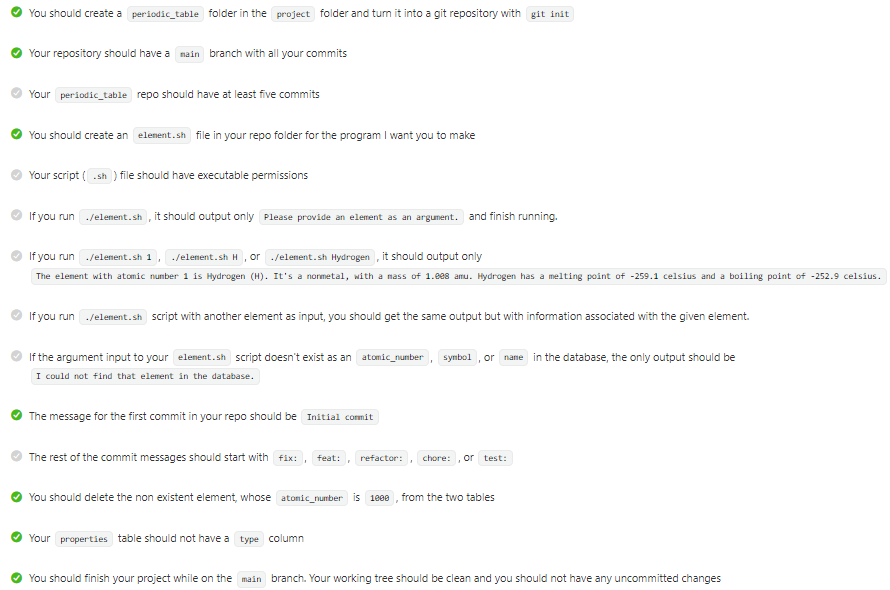 You should create a periodic_table folder in the project folder and turn it into a git repository with git init
Your repository should have a main branch with all your commits
Your periodic_table repo should have at least five commits
You should create an element.sh file in your repo folder for the program I want you to make
Your script ( .sh ) file should have executable permissions
If you run ./element.sh , it should output only Please provide an element as an argument. and finish running.
If you run ./element.sh 1 , ./element.sh H , or ./element.sh Hydrogen , it should output only
The element with atomic number 1 is Hydrogen (H). It's a nonmetal, with a mass of 1.008 amu. Hydrogen has a melting point of -259.1 celsius and a boiling point of -252.9 celsius.
If you run ./element.sh script with another element as input, you should get the same output but with information associated with the given element.
If the argument input to your element.sh script doesn't exist as an atomic_number , symbol , or name in the database, the only output should be
I could not find that element in the database.
The message for the first commit in your repo should be Initial commit
The rest of the commit messages should start with fix: , feat: , refactor: , chore: , or test:
You should delete the non existent element, whose atomic_number is 1000 , from the two tables
Your properties table should not have a type column
You should finish your project while on the main branch. Your working tree should be clean and you should not have any uncommitted changes